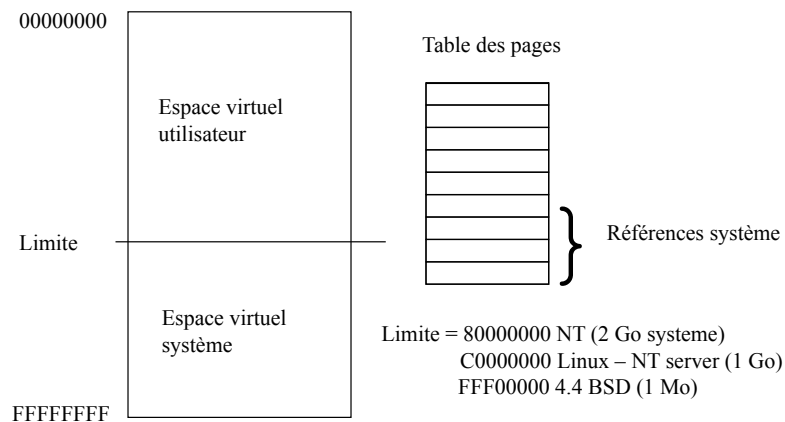 00000000
Table des pages
Espace virtuel
utilisateur
Références système
Limite
Espace virtuel
système
Limite = 80000000 NT (2 Go systeme)
C0000000 Linux – NT server (1 Go)
FFF00000 4.4 BSD (1 Mo)
FFFFFFFF